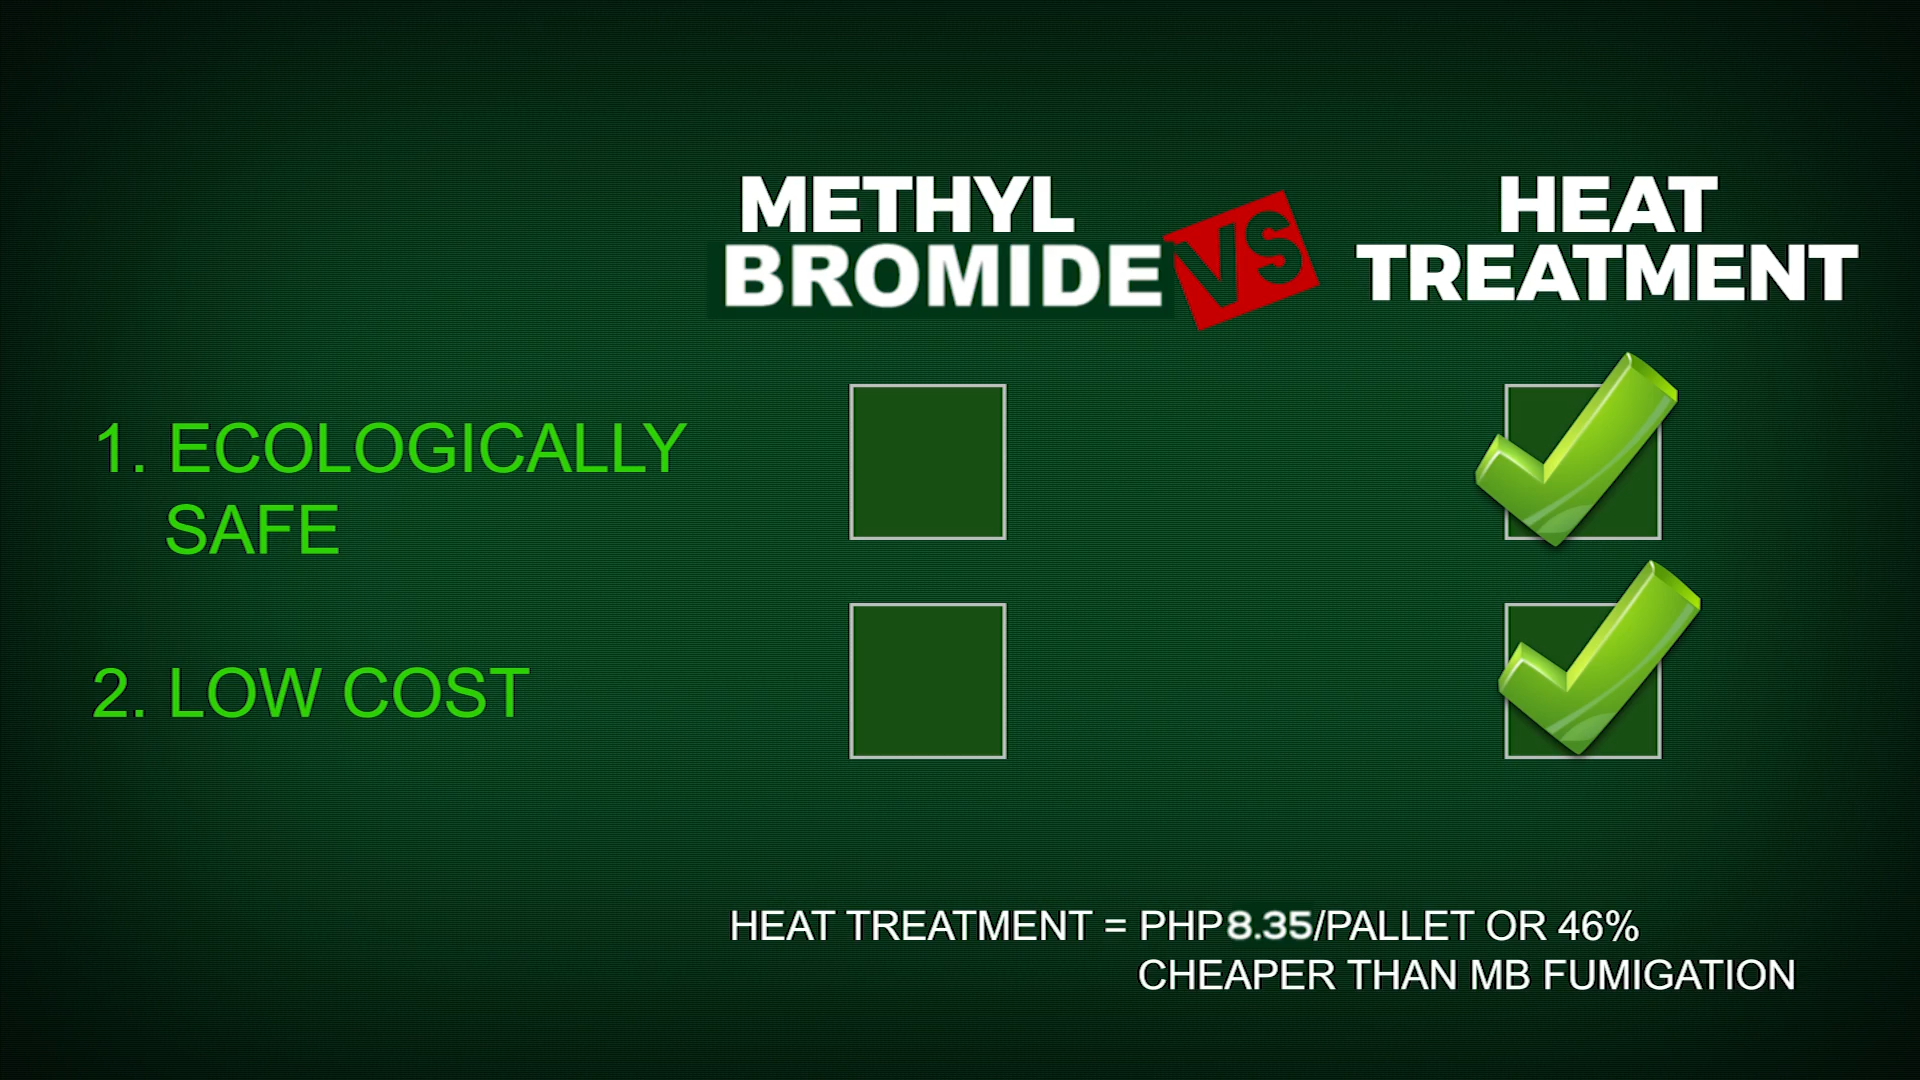 METHYL
BROMIDE
VS
HEAT
TREATMENT
1. ECOLOGICALLY
SAFE
2. LOW COST
HEAT TREATMENT = PHP8.35/PALLET OR 46%
CHEAPER THAN MB FUMIGATION